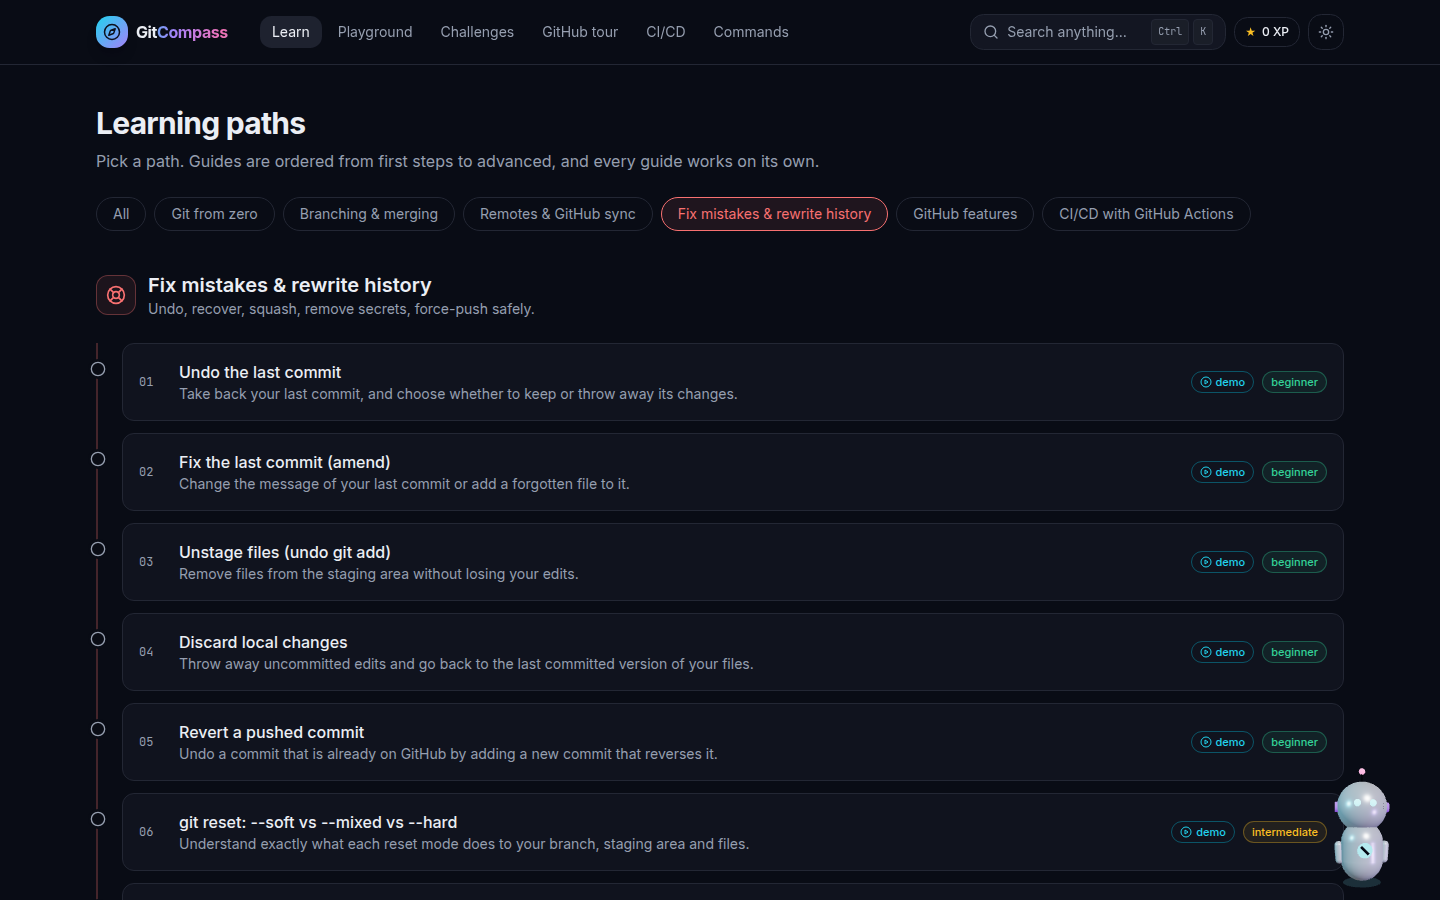 GitCompass
Learn
Playground
Challenges
GitHub tour
CI/CD
Commands
Search anything...
Ctrl
K
★ 0 XP
Learning paths
Pick a path. Guides are ordered from first steps to advanced, and every guide works on its own.
All
Git from zero
Branching & merging
Remotes & GitHub sync
Fix mistakes & rewrite history
GitHub features
CI/CD with GitHub Actions
Fix mistakes & rewrite history
Undo, recover, squash, remove secrets, force-push safely.
01
Undo the last commit
Take back your last commit, and choose whether to keep or throw away its changes.
demo
beginner
02
Fix the last commit (amend)
Change the message of your last commit or add a forgotten file to it.
demo
beginner
03
Unstage files (undo git add)
Remove files from the staging area without losing your edits.
demo
beginner
04
Discard local changes
Throw away uncommitted edits and go back to the last committed version of your files.
demo
beginner
05
Revert a pushed commit
Undo a commit that is already on GitHub by adding a new commit that reverses it.
demo
beginner
06
git reset: --soft vs --mixed vs --hard
Understand exactly what each reset mode does to your branch, staging area and files.
demo
intermediate